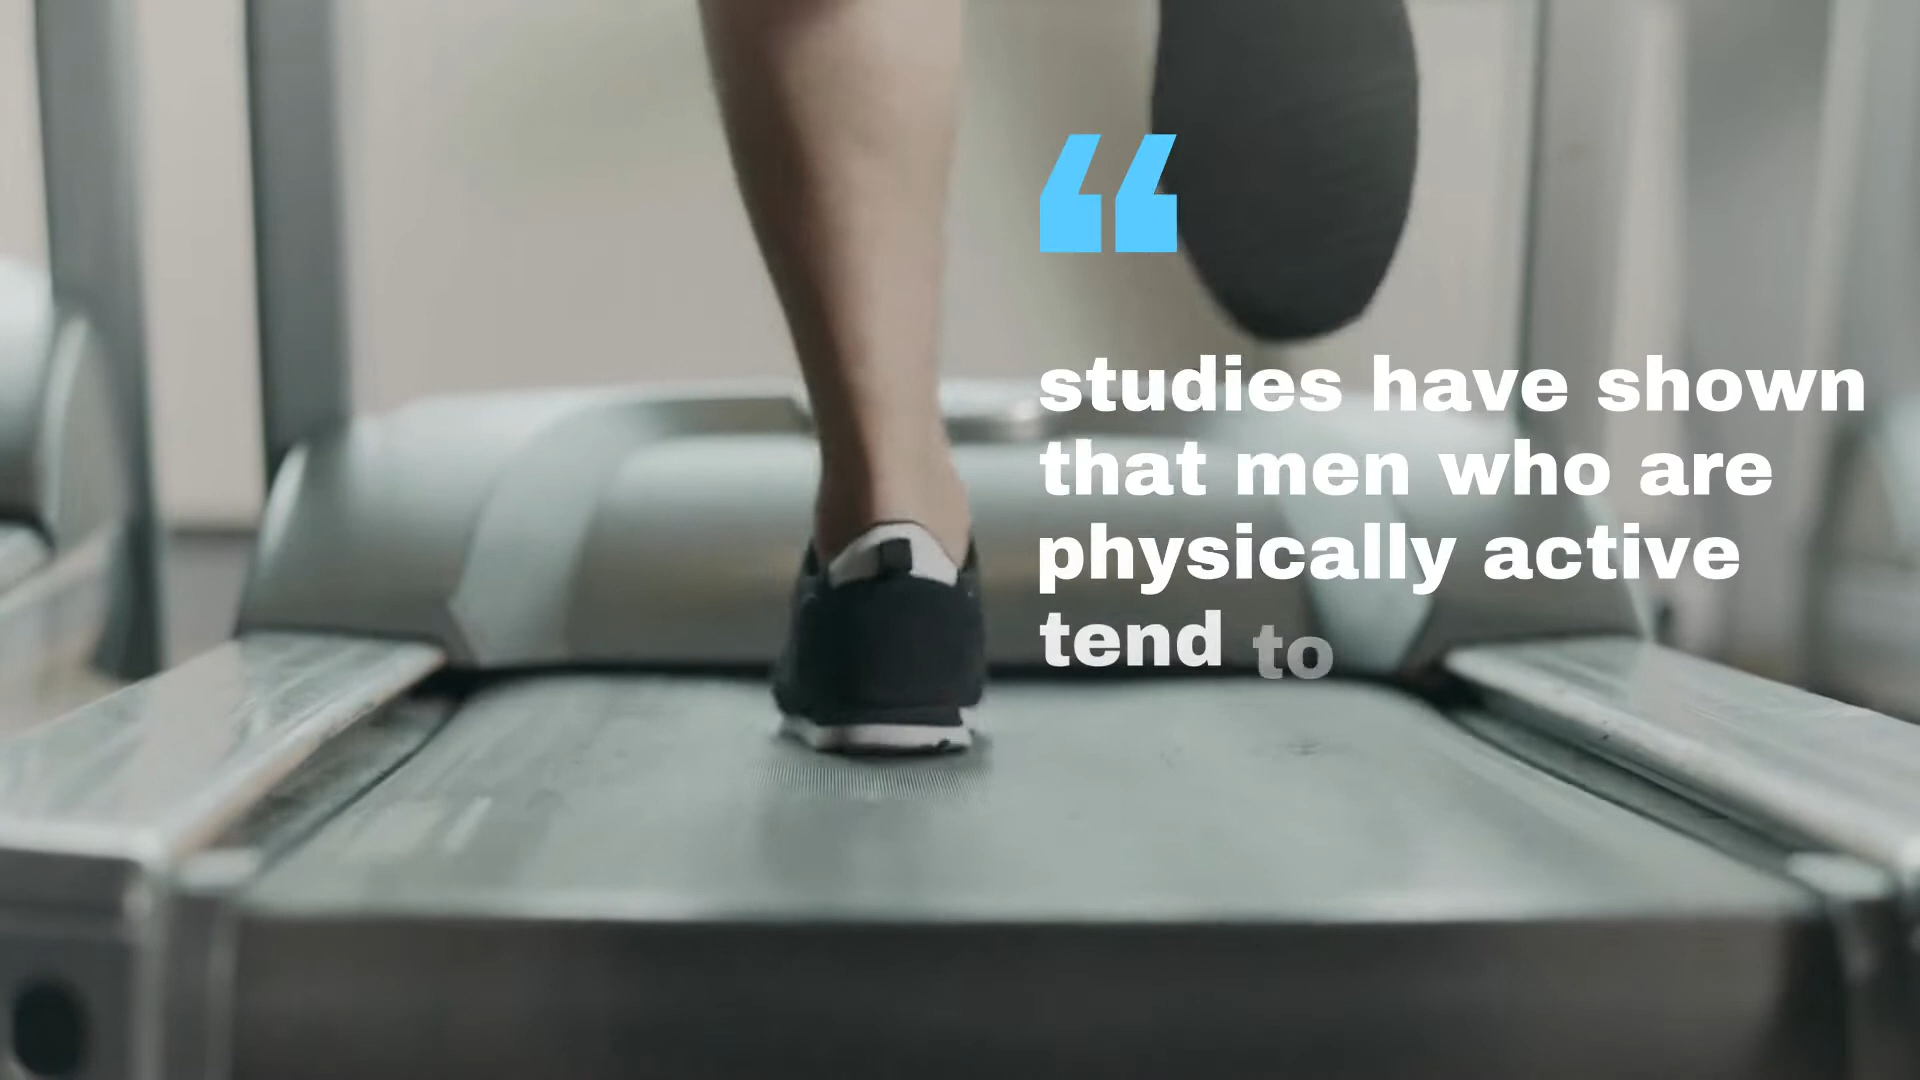 “
studies have shown
that men who are
physically active
tend to